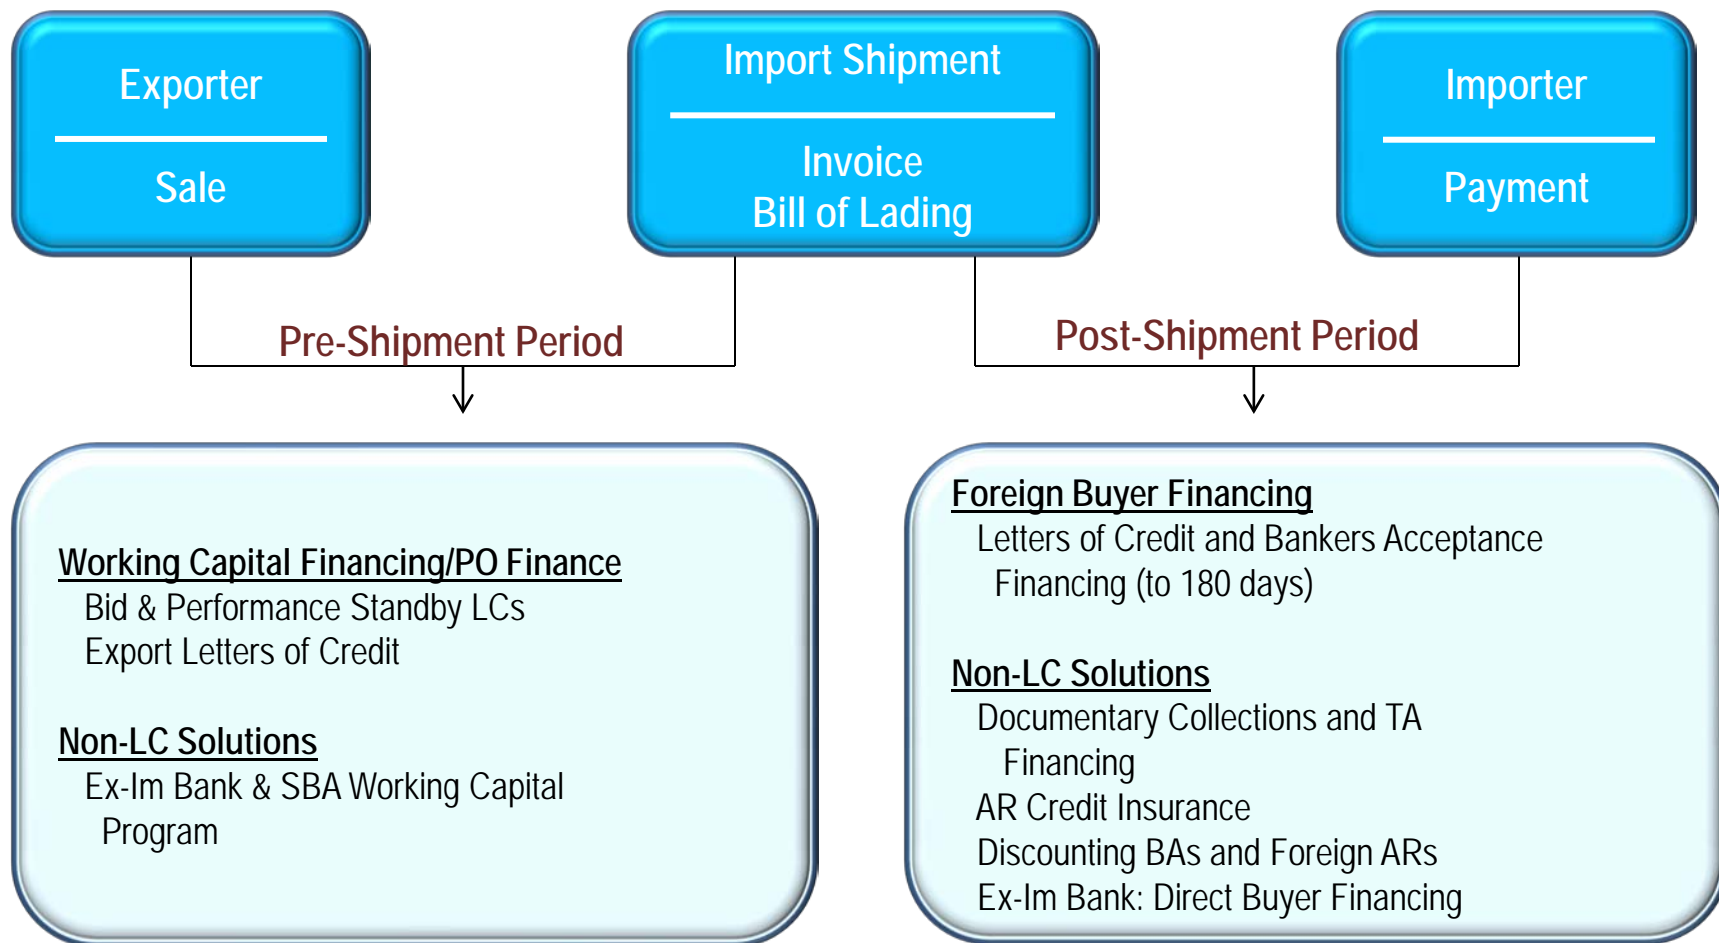 Exporter
Sale
Import Shipment
Invoice
Bill of Lading
Importer
Payment
Pre-Shipment Period
Post-Shipment Period
Working Capital Financing/PO Finance
Bid & Performance Standby LCs
Export Letters of Credit
Non-LC Solutions
Ex-Im Bank & SBA Working Capital
Program
Foreign Buyer Financing
Letters of Credit and Bankers Acceptance
Financing (to 180 days)
Non-LC Solutions
Documentary Collections and TA
Financing
AR Credit Insurance
Discounting BAs and Foreign ARs
Ex-Im Bank: Direct Buyer Financing